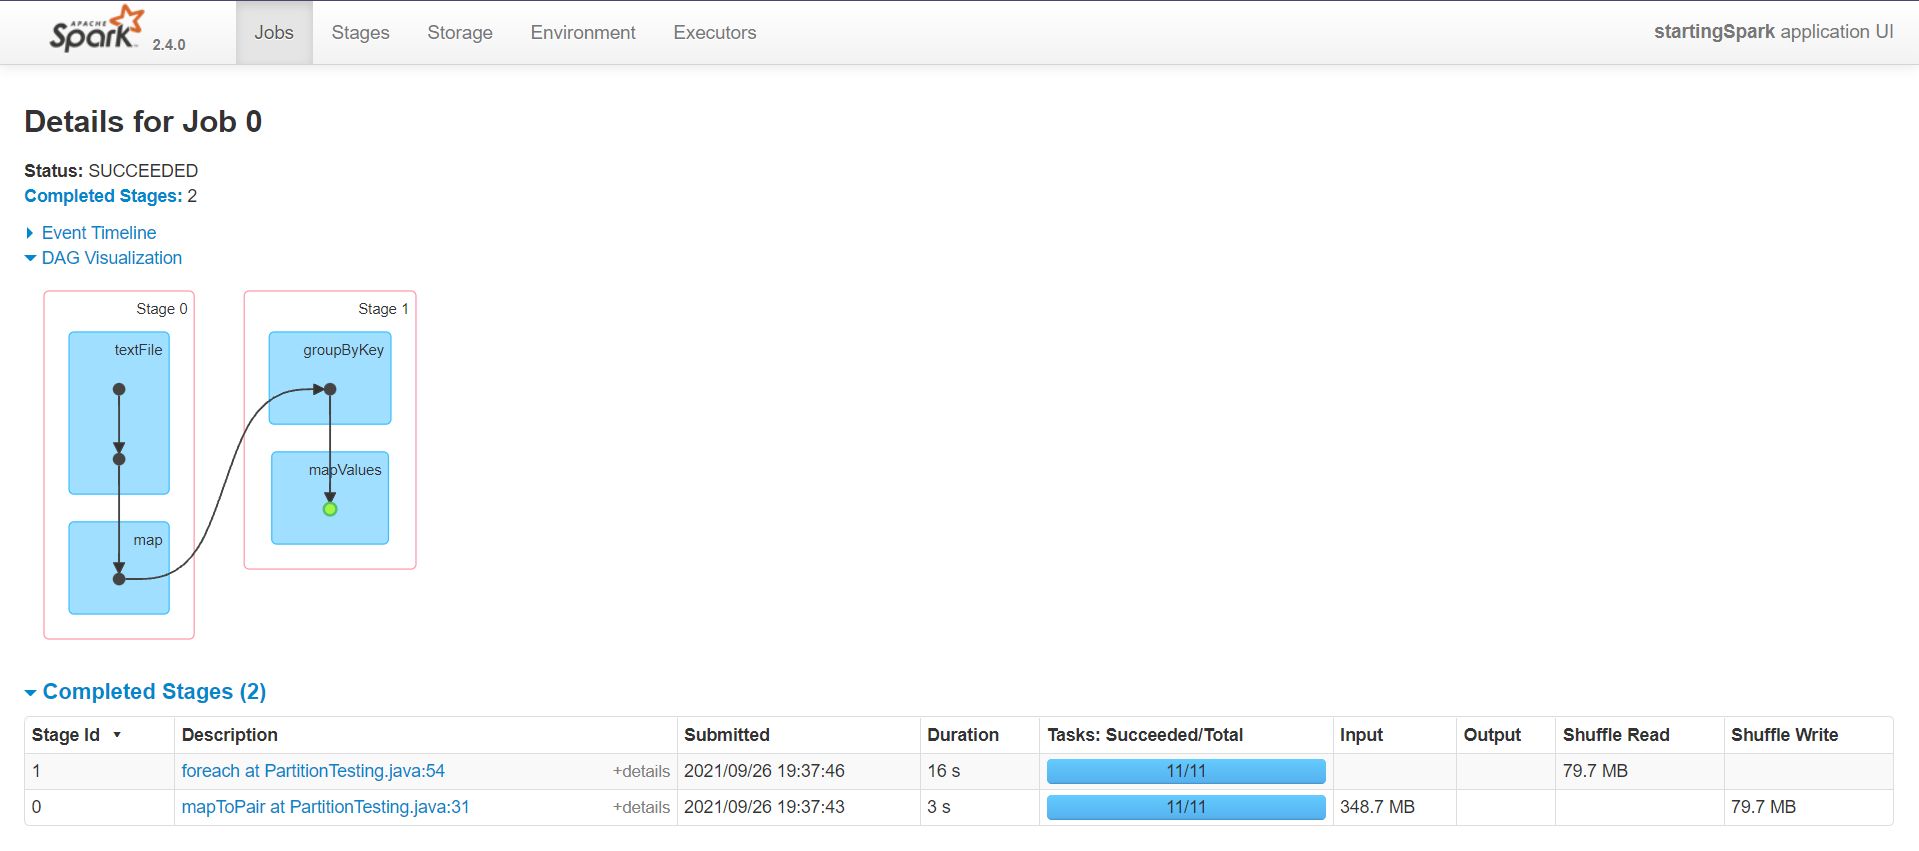 APACHE
Spark 2.4.0 Jobs Stages Storage Environment Executors startingSpark application UI
Details for Job 0
Status: SUCCEEDED
Completed Stages: 2
Event Timeline
DAG Visualization
Stage 0 Stage 1
textFile groupByKey
mapValues
map
Completed Stages (2)
Stage Id Description Submitted Duration Tasks: Succeeded/Total Input Output Shuffle Read Shuffle Write
1 foreach at PartitionTesting.java:54 +details 2021/09/26 19:37:46 16 s 11/11 79.7 MB
0 mapToPair at PartitionTesting.java:31 +details 2021/09/26 19:37:43 3 s 11/11 348.7 MB 79.7 MB